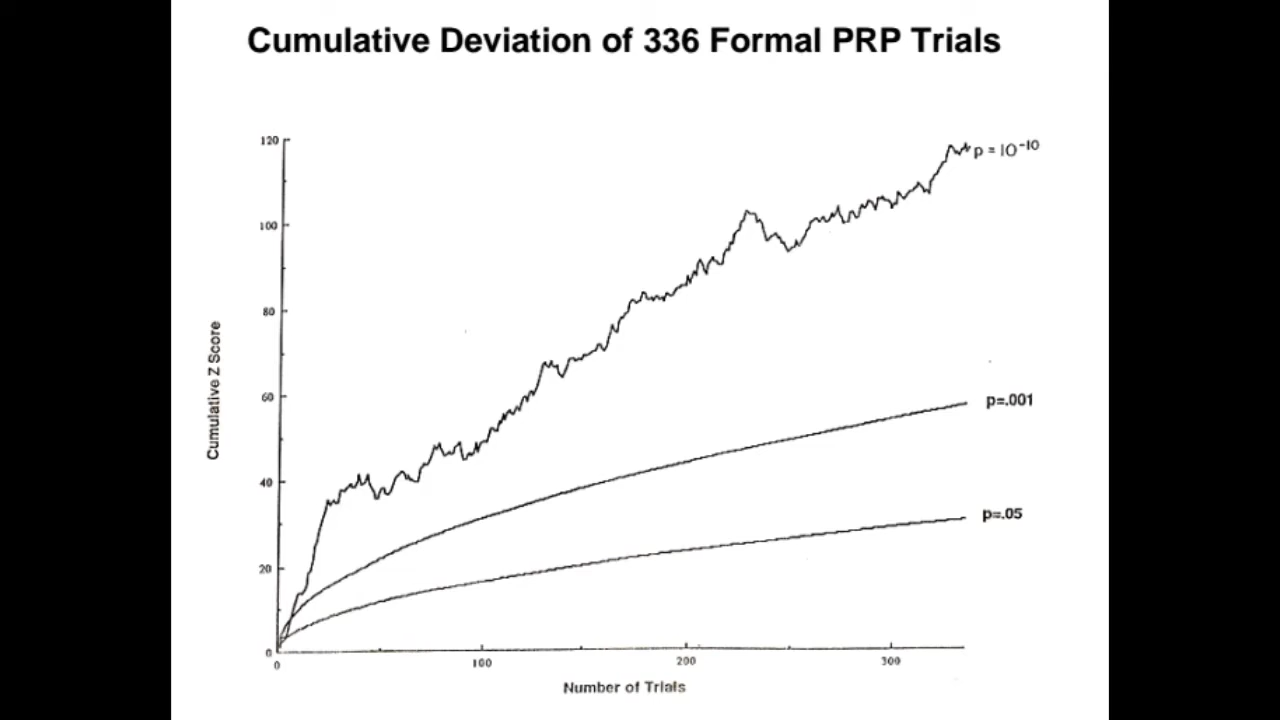 Cumulative Deviation of 336 Formal PRP Trials
120
p = 10⁻¹⁰
100
80
Cumulative Z Score
60
p=.001
40
p=.05
20
0
0 100 200 300
Number of Trials